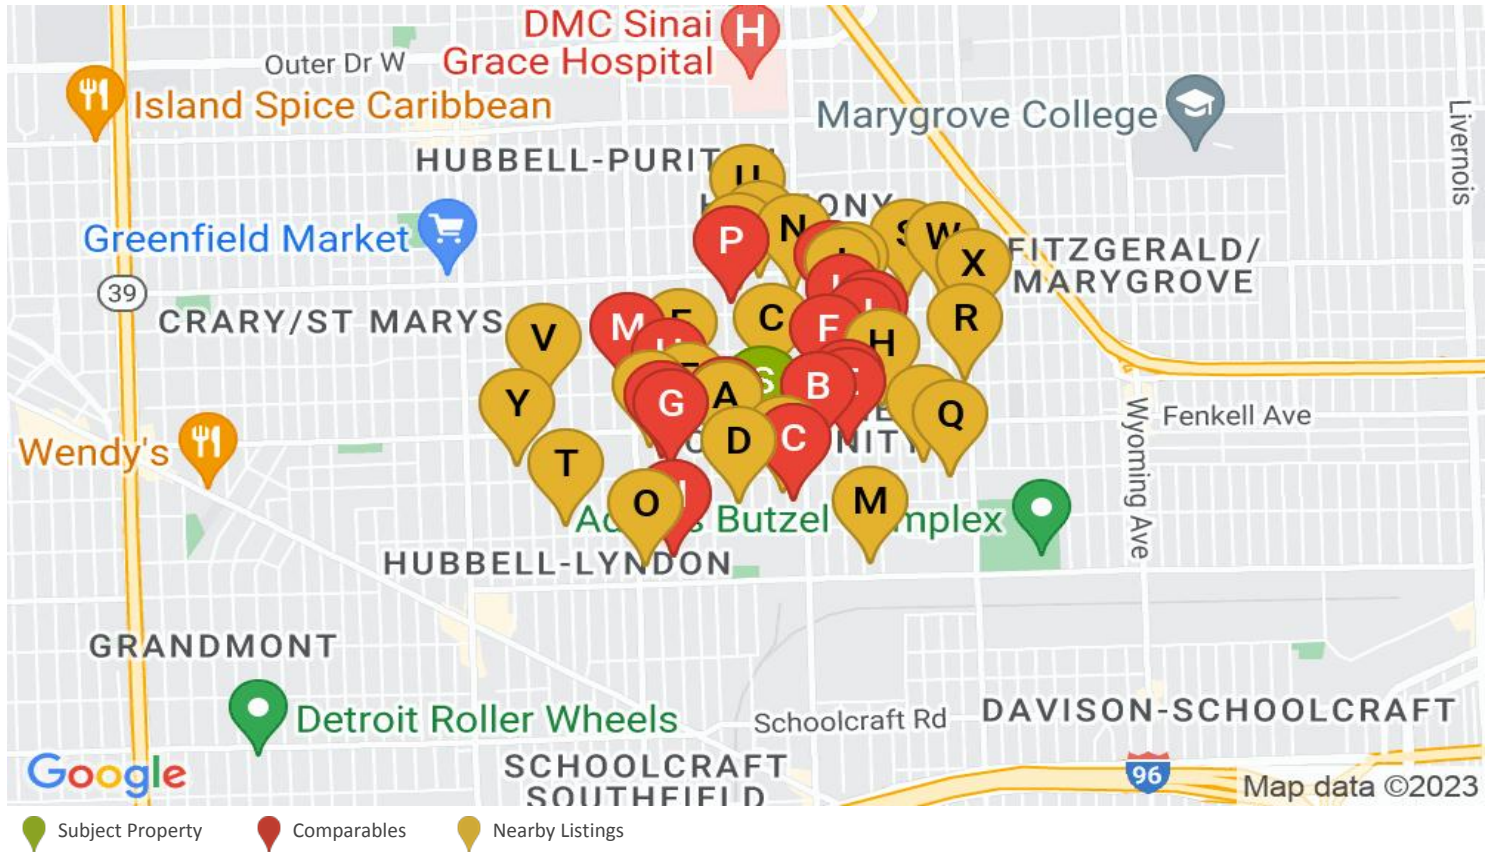 DMC Sinai
Grace Hospital
H
Outer Dr W
Island Spice Caribbean
Marygrove College
Livernois
HUBBELL-PURIT
U
ONY
Greenfield Market
P
N
S
W
X
FITZGERALD/
MARYGROVE
39
CRARY/ST MARYS
V
M
C
F
H
R
S
Y
G
A
B
Q
Wyoming Ave
Fenkell Ave
Wendy's
T
D
C
NITY
O
M
Butzel
mplex
HUBBELL-LYNDON
GRANDMONT
Detroit Roller Wheels
Schoolcraft Rd
DAVISON-SCHOOLCRAFT
SCHOOLCRAFT
SOUTHFIELD
Google
96
Map data ©2023
Subject Property
Comparables
Nearby Listings